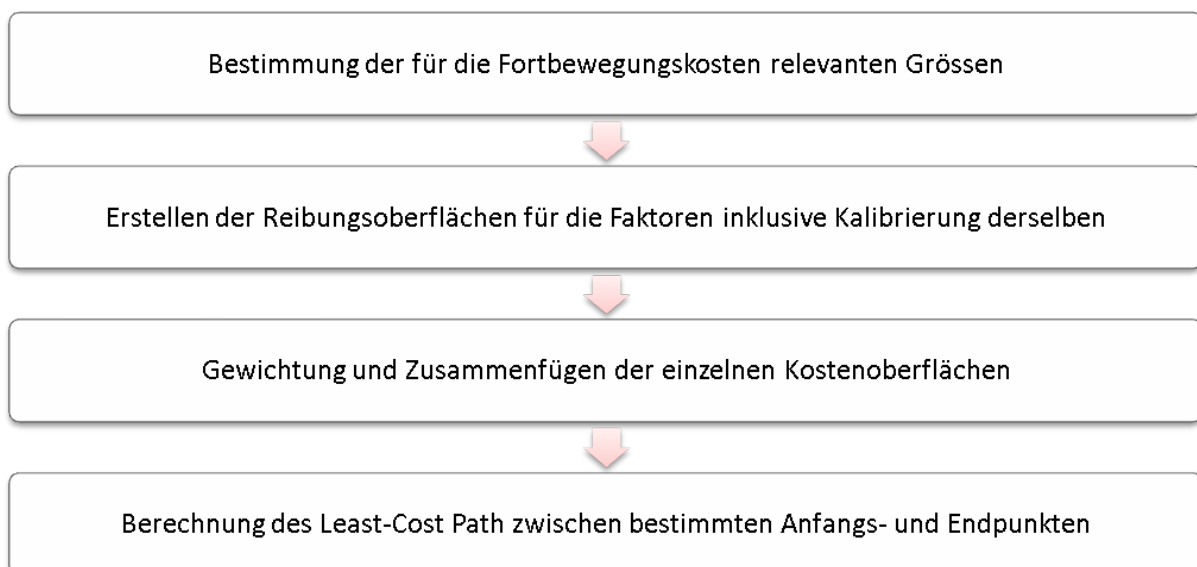 Bestimmung der für die Fortbewegungskosten relevanten Grössen
Erstellen der Reibungsoberflächen für die Faktoren inklusive Kalibrierung derselben
Gewichtung und Zusammenfügen der einzelnen Kostenoberflächen
Berechnung des Least-Cost Path zwischen bestimmten Anfangs- und Endpunkten